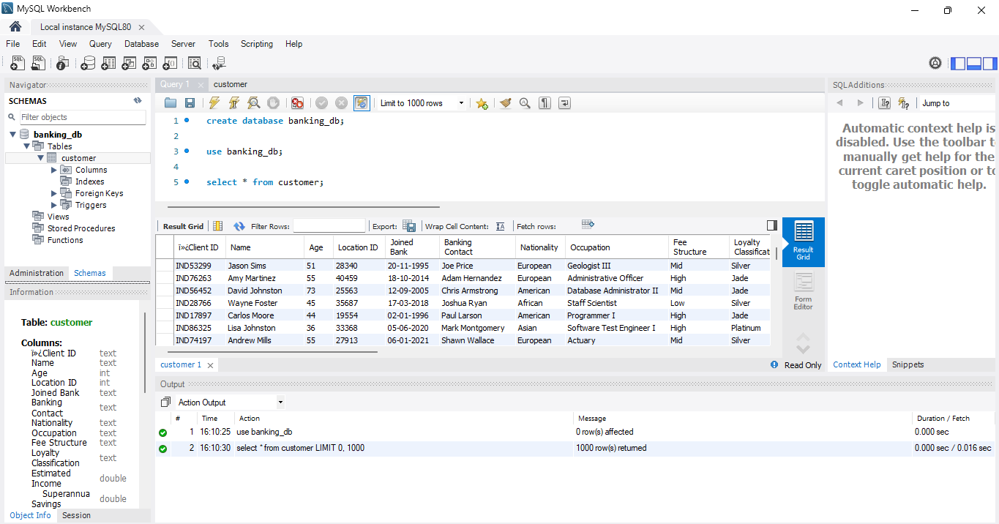 MySQL Workbench
Local instance MySQL80
File Edit View Query Database Server Tools Scripting Help
Navigator
SCHEMAS
Filter objects
banking_db
Tables
customer
Columns
Indexes
Foreign Keys
Triggers
Views
Stored Procedures
Functions
Administration Schemas
Information
Table: customer
Columns:
ï»¿Client ID text
Name text
Age int
Location ID int
Joined Bank text
Banking
Contact text
Nationality text
Occupation text
Fee Structure text
Loyalty
Classification text
Estimated
Income double
Superannua
Savings double
Object Info Session
Query 1 customer
Limit to 1000 rows
1 create database banking_db;
2
3 use banking_db;
4
5 select * from customer;
Result Grid Filter Rows: Export: Wrap Cell Content: Fetch rows:
ï»¿Client ID Name Age Location ID Joined Bank Banking Contact Nationality Occupation Fee Structure Loyalty Classificat
IND53299 Jason Sims 51 28340 20-11-1995 Joe Price European Geologist III Mid Silver
IND76263 Amy Martinez 55 40459 18-10-2014 Adam Hernandez European Administrative Officer High Jade
IND56452 David Johnston 73 25563 12-09-2005 Chris Armstrong American Database Administrator II Mid Jade
IND28766 Wayne Foster 45 35687 17-03-2018 Joshua Ryan African Staff Scientist Low Silver
IND17897 Carlos Moore 44 19554 02-01-1996 Paul Larson American Programmer I High Jade
IND86325 Lisa Johnston 36 33368 05-06-2020 Mark Montgomery Asian Software Test Engineer I High Platinum
IND74197 Andrew Mills 55 27913 06-01-2021 Shawn Wallace European Actuary Mid Silver
Result
Grid
Form
Editor
customer 1
Read Only
SQLAdditions
Jump to
Automatic context help is
disabled. Use the toolbar t
manually get help for the
current caret position or to
toggle automatic help.
Context Help Snippets
Output
Action Output
# Time Action Message Duration / Fetch
1 16:10:25 use banking_db 0 row(s) affected 0.000 sec
2 16:10:30 select * from customer LIMIT 0, 1000 1000 row(s) returned 0.000 sec / 0.016 sec